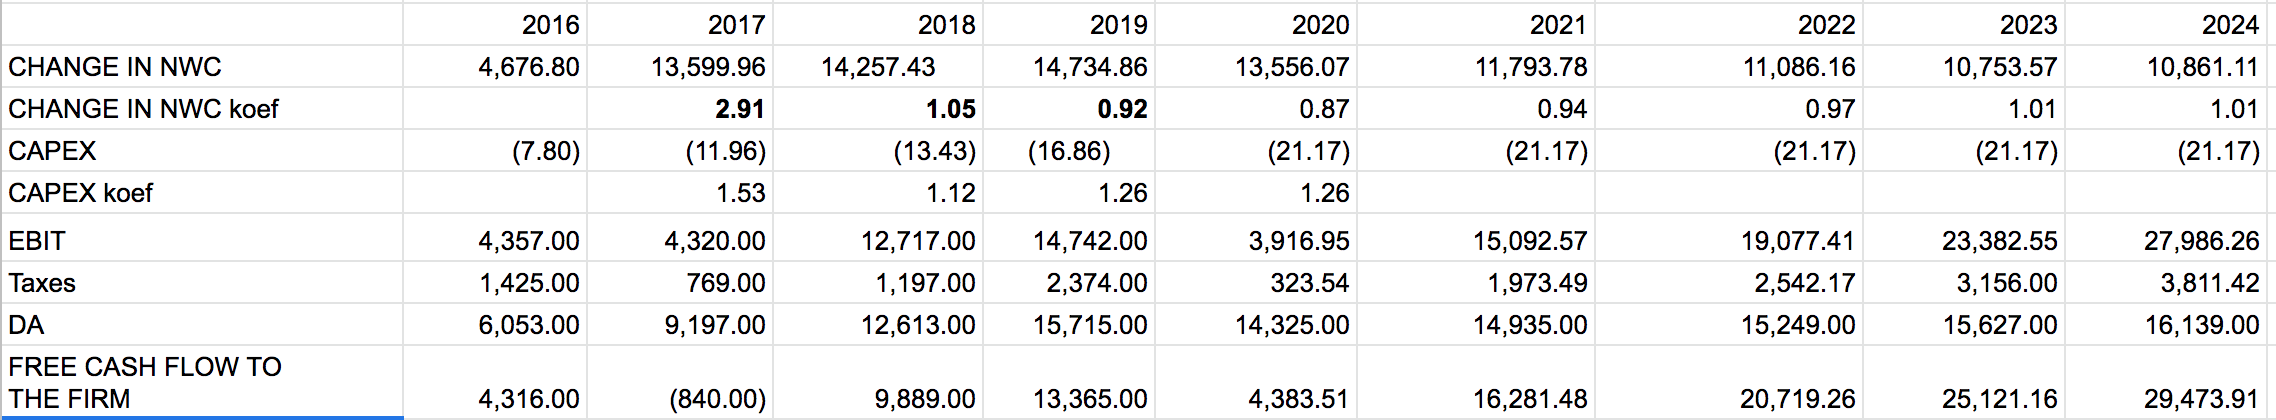 2016 2017 2018 2019 2020 2021 2022 2023 2024
CHANGE IN NWC 4,676.80 13,599.96 14,257.43 14,734.86 13,556.07 11,793.78 11,086.16 10,753.57 10,861.11
CHANGE IN NWC koef 2.91 1.05 0.92 0.87 0.94 0.97 1.01 1.01
CAPEX (7.80) (11.96) (13.43) (16.86) (21.17) (21.17) (21.17) (21.17) (21.17)
CAPEX koef 1.53 1.12 1.26 1.26
EBIT 4,357.00 4,320.00 12,717.00 14,742.00 3,916.95 15,092.57 19,077.41 23,382.55 27,986.26
Taxes 1,425.00 769.00 1,197.00 2,374.00 323.54 1,973.49 2,542.17 3,156.00 3,811.42
DA 6,053.00 9,197.00 12,613.00 15,715.00 14,325.00 14,935.00 15,249.00 15,627.00 16,139.00
FREE CASH FLOW TO
THE FIRM 4,316.00 (840.00) 9,889.00 13,365.00 4,383.51 16,281.48 20,719.26 25,121.16 29,473.91